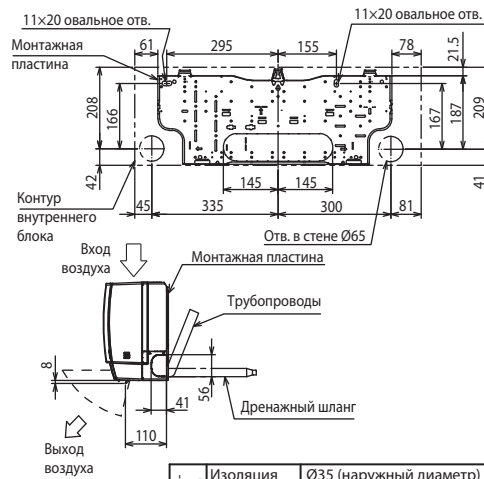 11×20 овальное отв.
11×20 овальное отв.
Монтажная
пластина
61
295
155
78
21.5
208
166
42
167
187
209
41
145
145
45
335
300
81
Контур
внутреннего
блока
Отв. в стене Ø65
Вход
воздуха
Монтажная пластина
Трубопроводы
8
41
56
110
Дренажный шланг
Выход
воздуха
Изоляция
Ø35 (наружный диаметр)